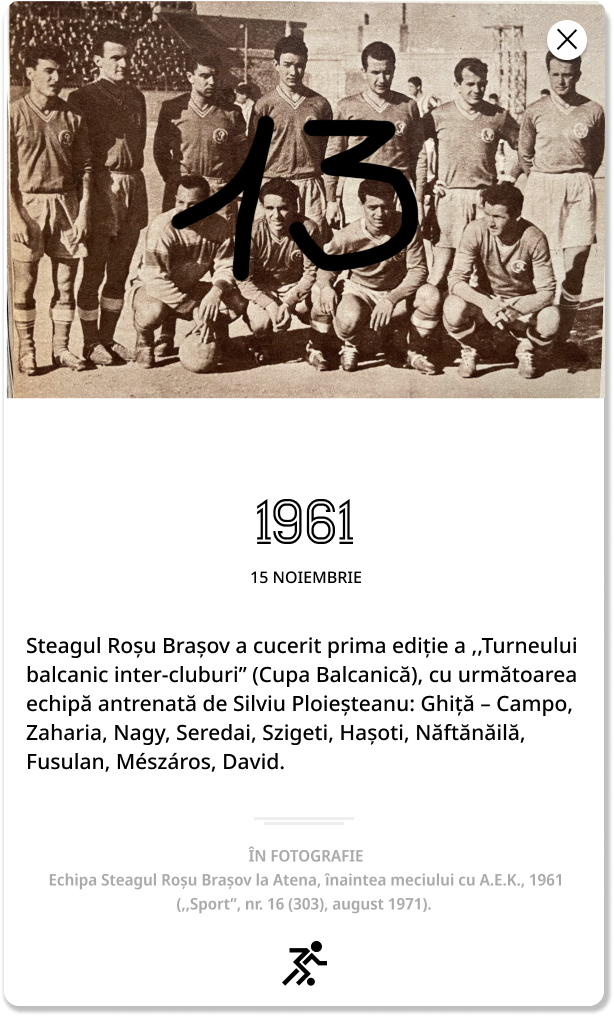 13
1961
15 NOIEMBRIE
Steagul Roșu Brașov a cucerit prima ediție a ,,Turneului
balcanic inter-cluburi” (Cupa Balcanică), cu următoarea
echipă antrenată de Silviu Ploieșteanu: Ghiță – Campo,
Zaharia, Nagy, Seredai, Szigeti, Hașoti, Năftănăilă,
Fusulan, Mészáros, David.
ÎN FOTOGRAFIE
Echipa Steagul Roșu Brașov la Atena, înaintea meciului cu A.E.K., 1961
(,,Sport”, nr. 16 (303), august 1971).